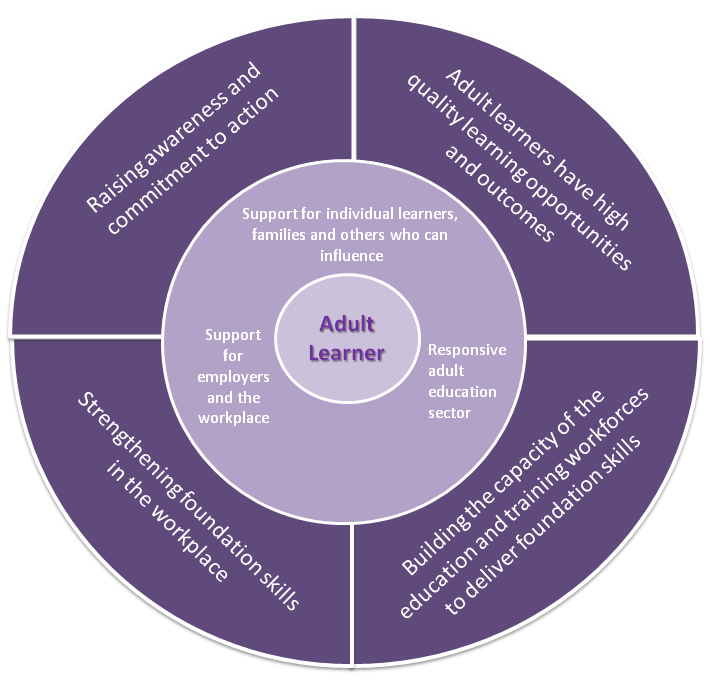 Raising awareness and
commitment to action
Adult learners have high
quality learning opportunities
and outcomes
Support for individual learners,
families and others who can
influence
Adult
Learner
Support
for
employers
and the
workplace
Responsive
adult
education
sector
Strengthening foundation skills
in the workplace
Building the capacity of the
education and training workforces
to deliver foundation skills